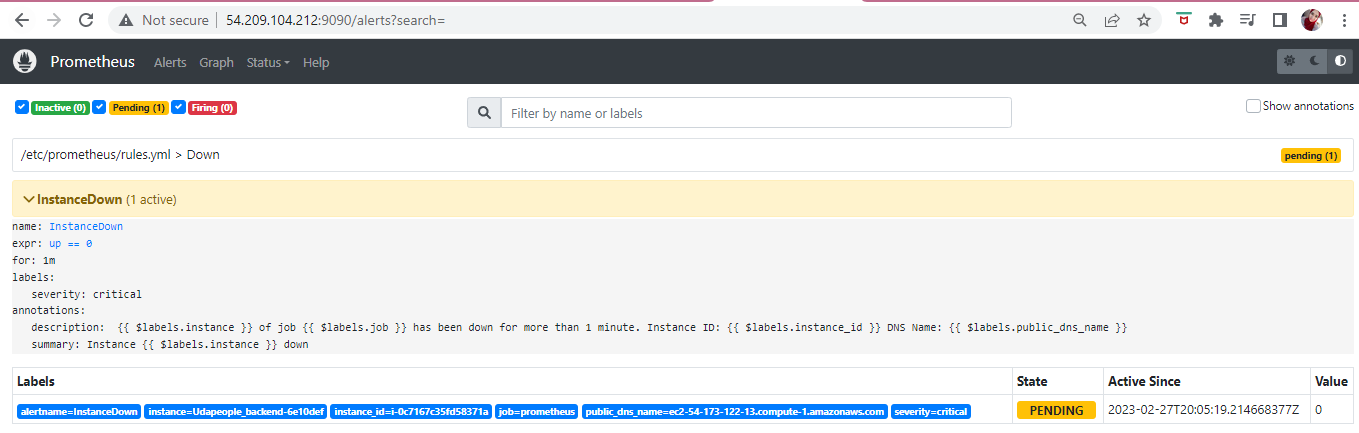 Not secure | 54.209.104.212:9090/alerts?search=
Prometheus Alerts Graph Status Help
Inactive (0) Pending (1) Firing (0) Filter by name or labels Show annotations
/etc/prometheus/rules.yml > Down pending (1)
InstanceDown (1 active)
name: InstanceDown
expr: up == 0
for: 1m
labels:
severity: critical
annotations:
description: {{ $labels.instance }} of job {{ $labels.job }} has been down for more than 1 minute. Instance ID: {{ $labels.instance_id }} DNS Name: {{ $labels.public_dns_name }}
summary: Instance {{ $labels.instance }} down
Labels State Active Since Value
alertname=InstanceDown instance=Udapeople_backend-6e10def instance_id=i-0c7167c35fd58371a job=prometheus public_dns_name=ec2-54-173-122-13.compute-1.amazonaws.com severity=critical PENDING 2023-02-27T20:05:19.214668377Z 0